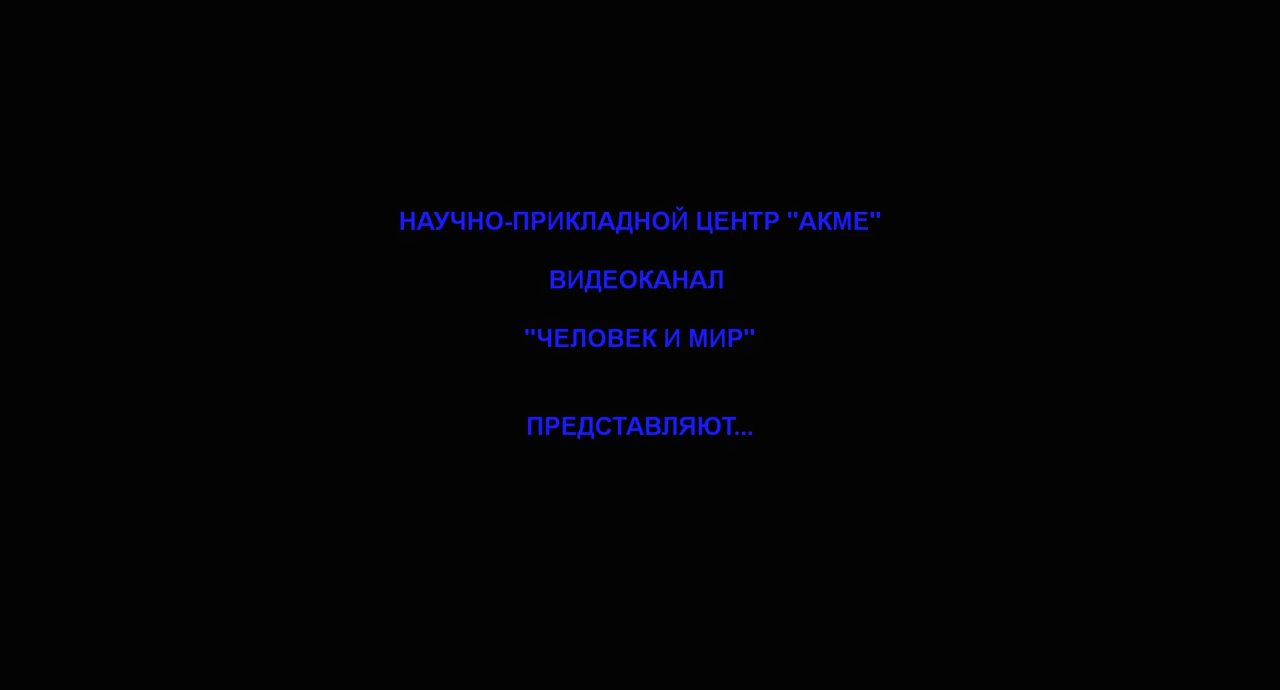 НАУЧНО-ПРИКЛАДНОЙ ЦЕНТР "АКМЕ"
ВИДЕОКАНАЛ
"ЧЕЛОВЕК И МИР"
ПРЕДСТАВЛЯЮТ...